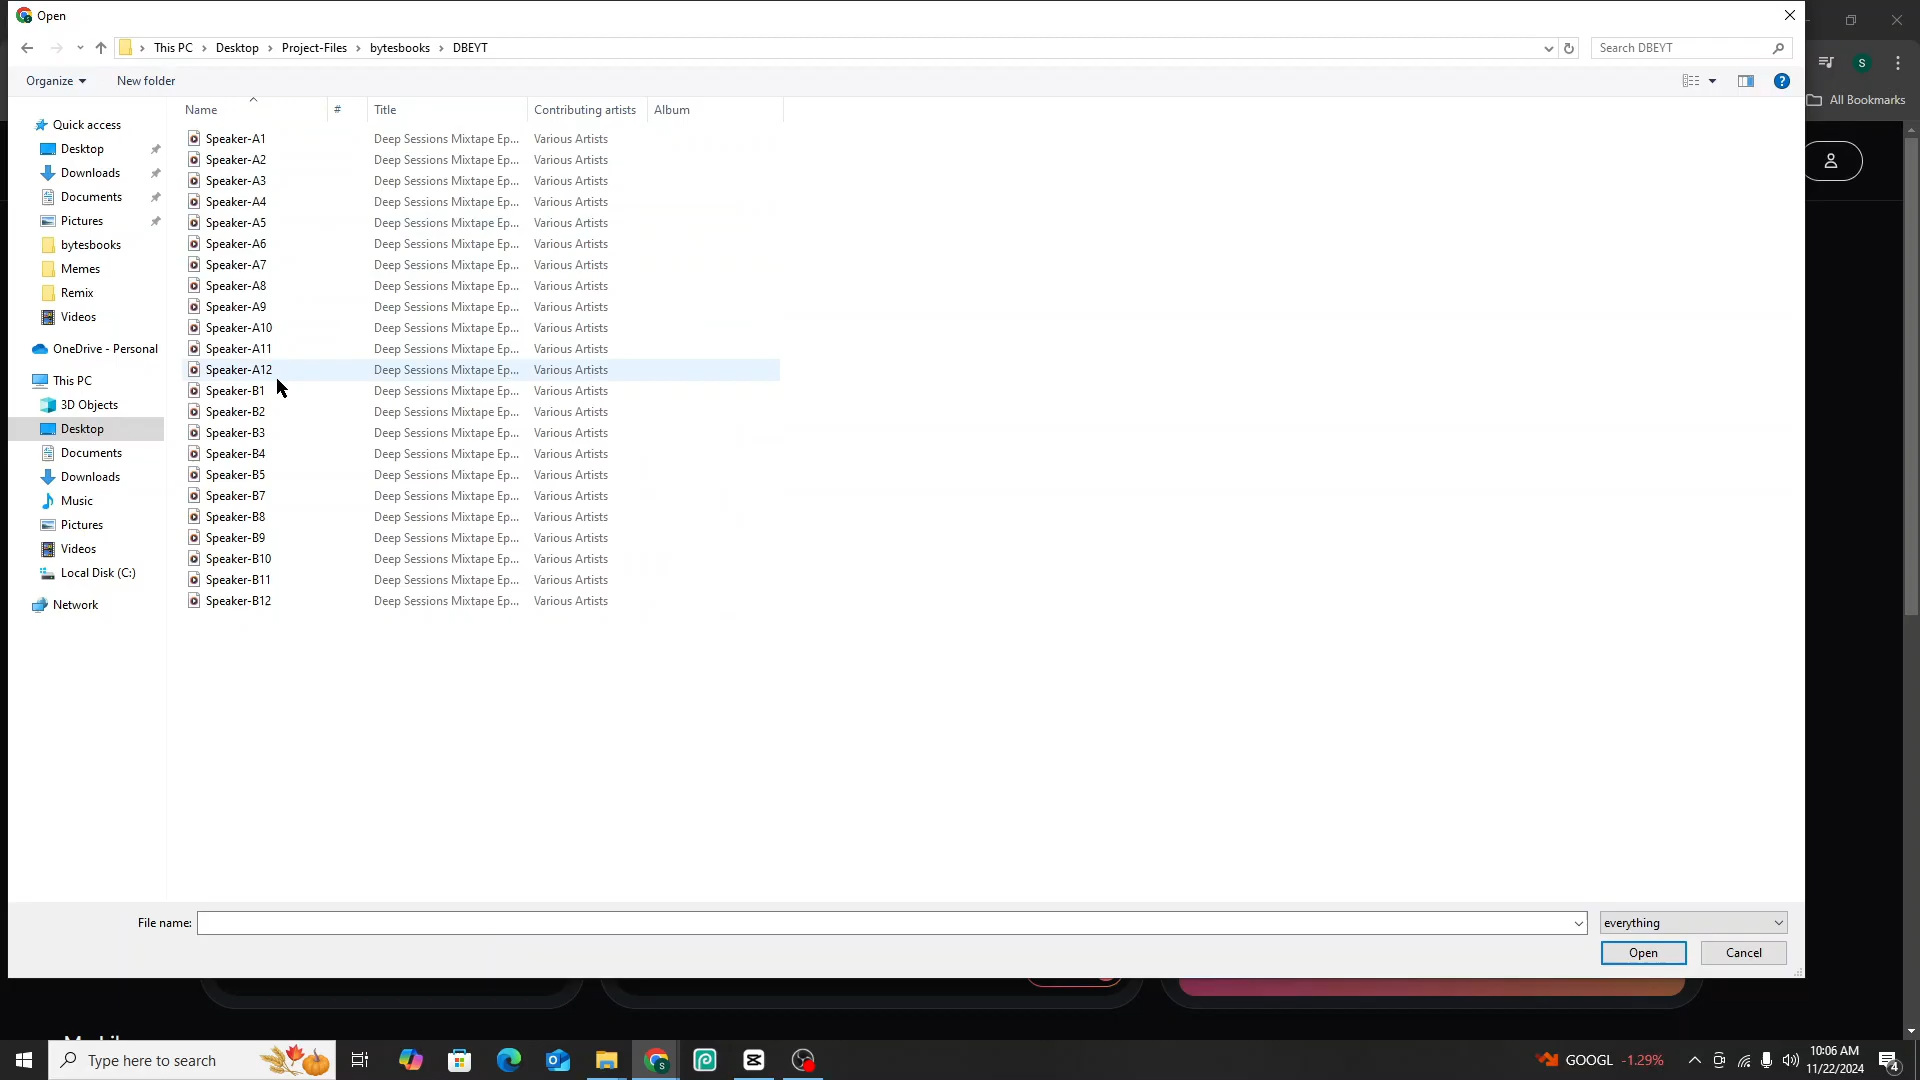 Open
This PC Desktop Project-Files bytesbooks DBEYT
Search DBEYT
Organize New folder
All Bookmarks
Name # Title Contributing artists Album
Quick access
Desktop
Downloads
Documents
Pictures
bytesbooks
Memes
Remix
Videos
OneDrive - Personal
This PC
3D Objects
Desktop
Documents
Downloads
Music
Pictures
Videos
Local Disk (C:)
Network
Speaker-A1 Deep Sessions Mixtape Ep... Various Artists
Speaker-A2 Deep Sessions Mixtape Ep... Various Artists
Speaker-A3 Deep Sessions Mixtape Ep... Various Artists
Speaker-A4 Deep Sessions Mixtape Ep... Various Artists
Speaker-A5 Deep Sessions Mixtape Ep... Various Artists
Speaker-A6 Deep Sessions Mixtape Ep... Various Artists
Speaker-A7 Deep Sessions Mixtape Ep... Various Artists
Speaker-A8 Deep Sessions Mixtape Ep... Various Artists
Speaker-A9 Deep Sessions Mixtape Ep... Various Artists
Speaker-A10 Deep Sessions Mixtape Ep... Various Artists
Speaker-A11 Deep Sessions Mixtape Ep... Various Artists
Speaker-A12 Deep Sessions Mixtape Ep... Various Artists
Speaker-B1 Deep Sessions Mixtape Ep... Various Artists
Speaker-B2 Deep Sessions Mixtape Ep... Various Artists
Speaker-B3 Deep Sessions Mixtape Ep... Various Artists
Speaker-B4 Deep Sessions Mixtape Ep... Various Artists
Speaker-B5 Deep Sessions Mixtape Ep... Various Artists
Speaker-B7 Deep Sessions Mixtape Ep... Various Artists
Speaker-B8 Deep Sessions Mixtape Ep... Various Artists
Speaker-B9 Deep Sessions Mixtape Ep... Various Artists
Speaker-B10 Deep Sessions Mixtape Ep... Various Artists
Speaker-B11 Deep Sessions Mixtape Ep... Various Artists
Speaker-B12 Deep Sessions Mixtape Ep... Various Artists
File name: everything
Open Cancel
Type here to search
GOOGL -1.29%
10:06 AM
11/22/2024
4